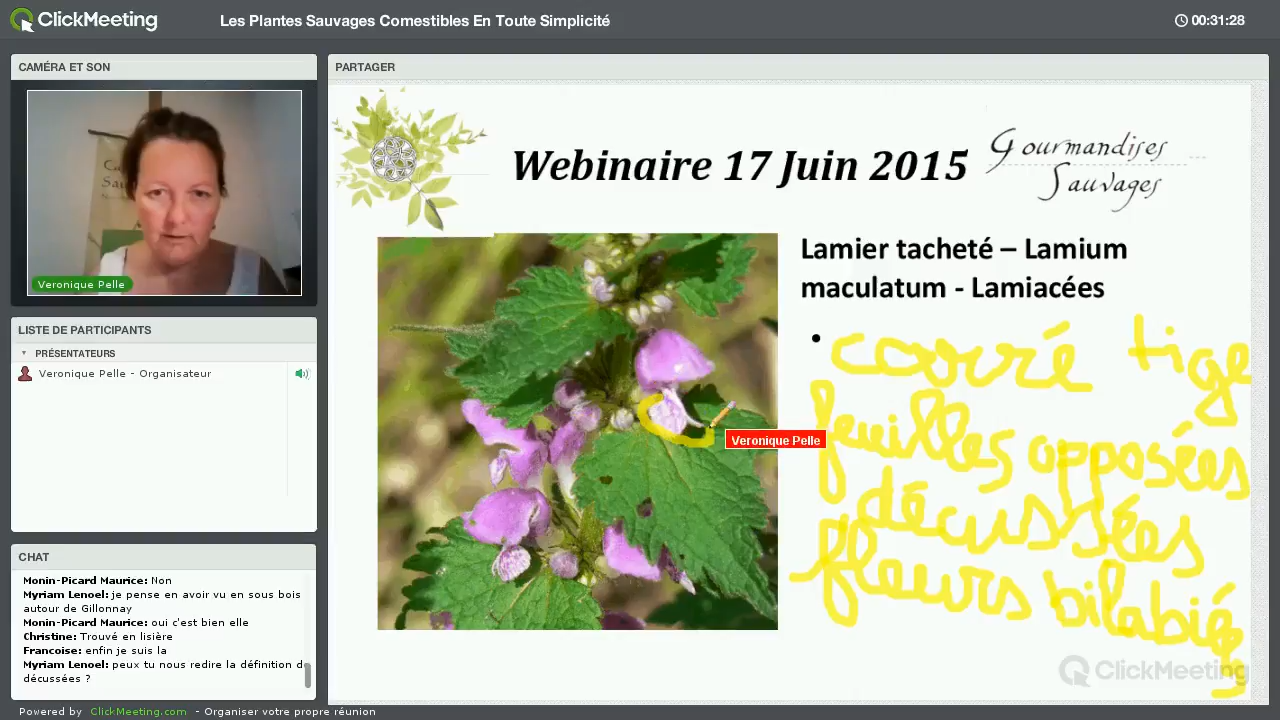 ClickMeeting
Les Plantes Sauvages Comestibles En Toute Simplicité
00:31:28
CAMÉRA ET SON
Veronique Pelle
LISTE DE PARTICIPANTS
PRÉSENTATEURS
Veronique Pelle - Organisateur
CHAT
Monin-Picard Maurice: Non
Myriam Lenoel: je pense en avoir vu en sous bois
autour de Gillonnay
Monin-Picard Maurice: oui c'est bien elle
Christine: Trouvé en lisière
Francoise: enfin je suis la
Myriam Lenoel: peux tu nous redire la définition d
décussées ?
PARTAGER
Webinaire 17 Juin 2015
Gourmandises
Sauvages
Lamier tacheté – Lamium
maculatum - Lamiacées
• carré tige
feuilles opposées
décussées
fleurs bilabiées
Veronique Pelle
ClickMeeting
Powered by ClickMeeting.com - Organiser votre propre réunion